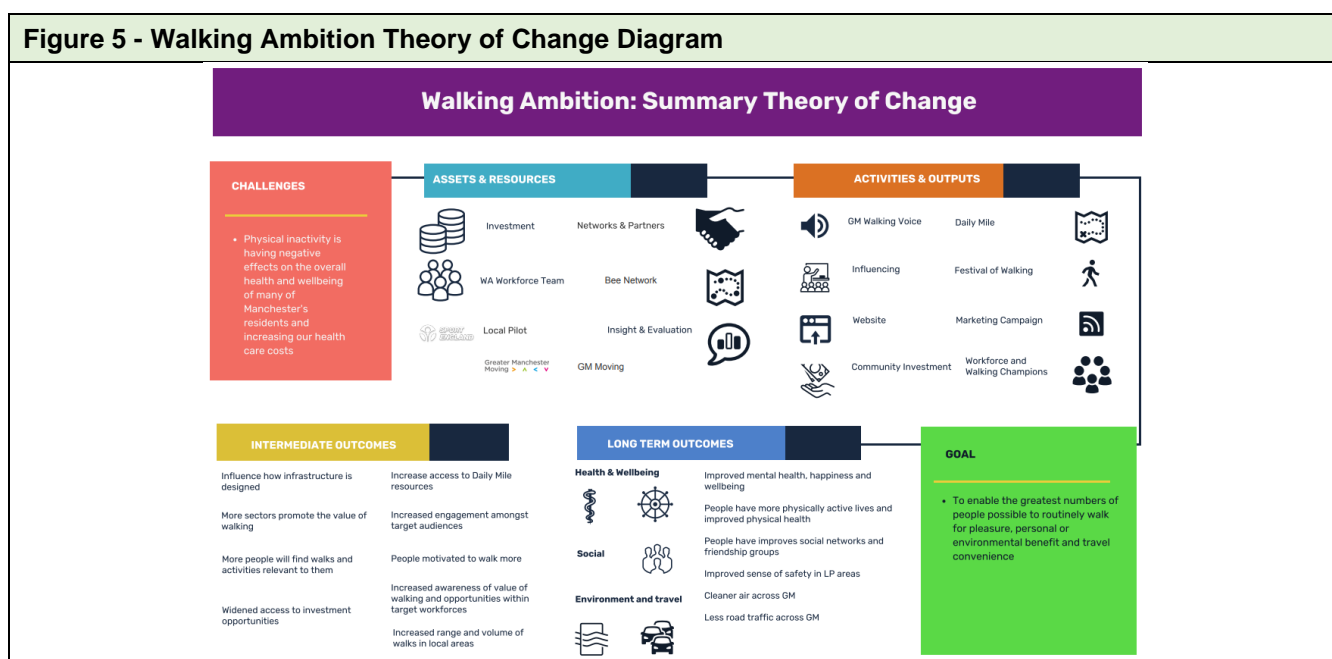 Figure 5 - Walking Ambition Theory of Change Diagram
Walking Ambition: Summary Theory of Change
CHALLENGES
• Physical inactivity is
having negative
effects on the overall
health and wellbeing
of many of
Manchester's
residents and
increasing our health
care costs
ASSETS & RESOURCES
Investment
Networks & Partners
WA Workforce Team
Bee Network
SPORT
ENGLAND
Local Pilot
Insight & Evaluation
Greater Manchester
Moving
GM Moving
ACTIVITIES & OUTPUTS
GM Walking Voice
Daily Mile
Influencing
Festival of Walking
Website
Marketing Campaign
Community Investment
Workforce and
Walking Champions
INTERMEDIATE OUTCOMES
Influence how infrastructure is
designed
More sectors promote the value of
walking
More people will find walks and
activities relevant to them
Widened access to investment
opportunities
Increase access to Daily Mile
resources
Increased engagement amongst
target audiences
People motivated to walk more
Increased awareness of value of
walking and opportunities within
target workforces
Increased range and volume of
walks in local areas
LONG TERM OUTCOMES
Health & Wellbeing
Social
Environment and travel
Improved mental health, happiness and
wellbeing
People have more physically active lives and
improved physical health
People have improves social networks and
friendship groups
Improved sense of safety in LP areas
Cleaner air across GM
Less road traffic across GM
GOAL
• To enable the greatest numbers of
people possible to routinely walk
for pleasure, personal or
environmental benefit and travel
convenience